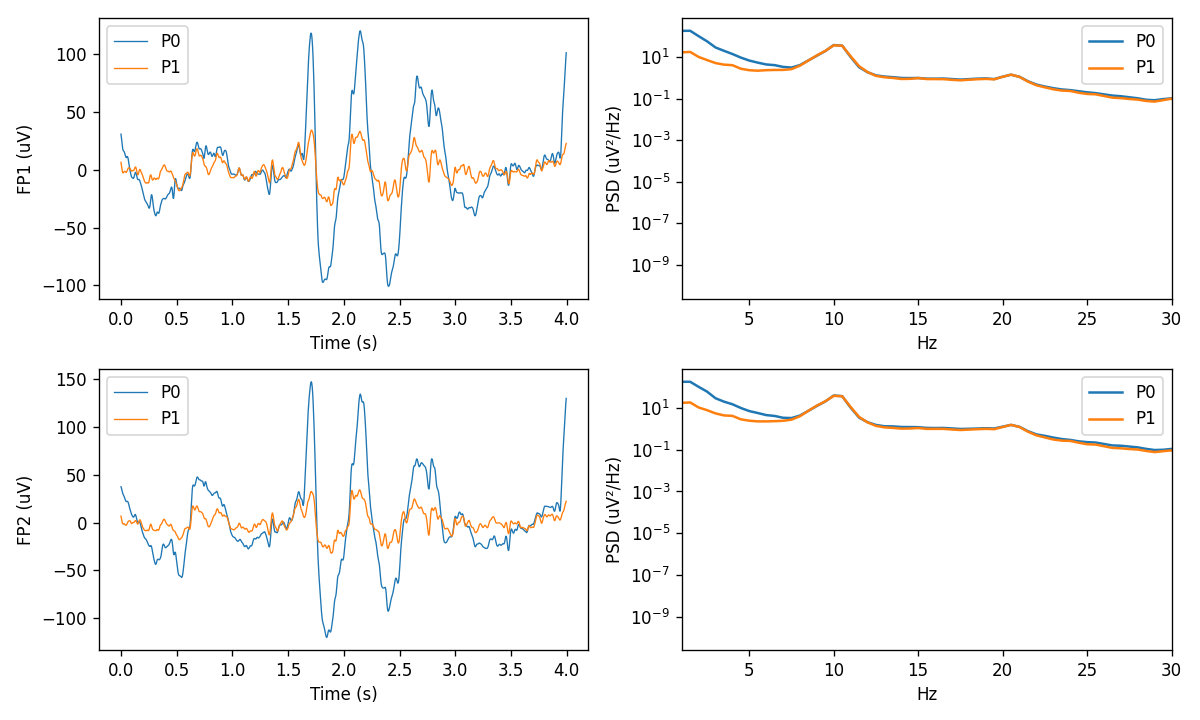 P0
P1
100
50
0
−50
−100
FP1 (uV)
0.0 0.5 1.0 1.5 2.0 2.5 3.0 3.5 4.0
Time (s)
P0
P1
10^1
10^−1
10^−3
10^−5
10^−7
10^−9
PSD (uV²/Hz)
5 10 15 20 25 30
Hz
P0
P1
150
100
50
0
−50
−100
FP2 (uV)
0.0 0.5 1.0 1.5 2.0 2.5 3.0 3.5 4.0
Time (s)
P0
P1
10^1
10^−1
10^−3
10^−5
10^−7
10^−9
PSD (uV²/Hz)
5 10 15 20 25 30
Hz